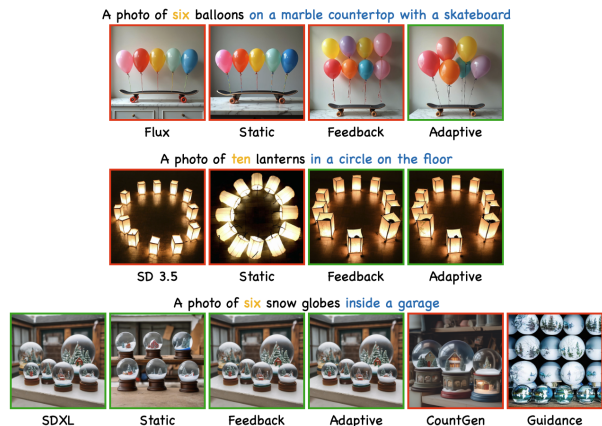 A photo of six balloons on a marble countertop with a skateboard
Flux Static Feedback Adaptive
A photo of ten lanterns in a circle on the floor
SD 3.5 Static Feedback Adaptive
A photo of six snow globes inside a garage
SDXL Static Feedback Adaptive CountGen Guidance